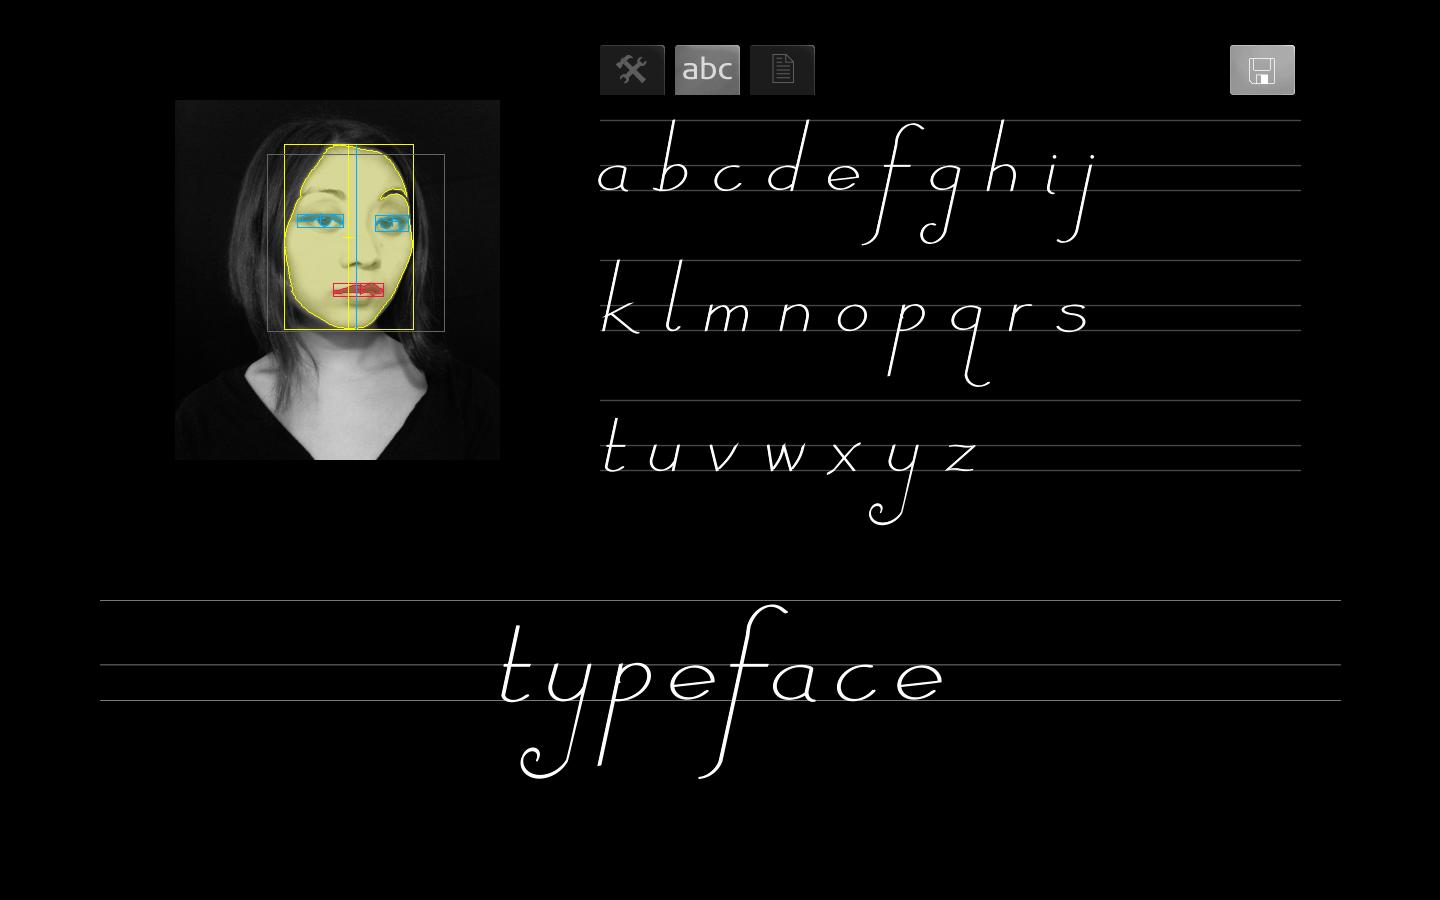 abc
a b c d e f g h i j
k l m n o p q r s
t u v w x y z
typeface